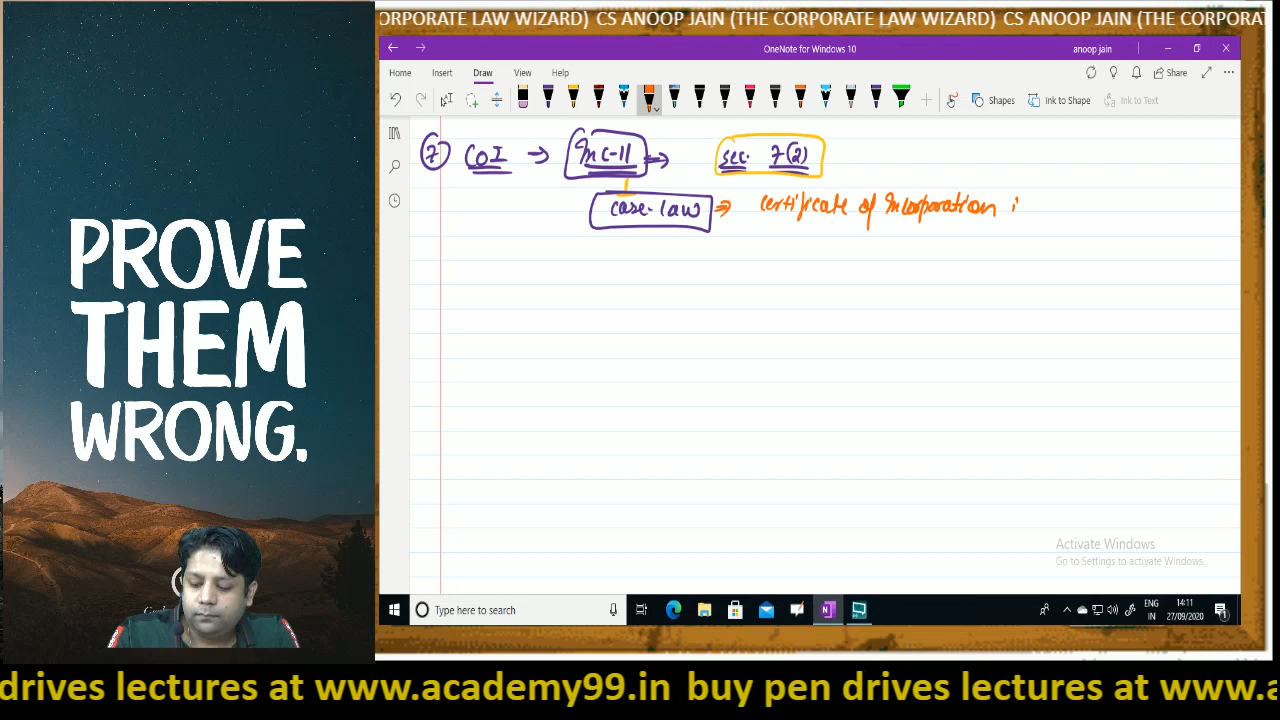 ORPORATE LAW WIZARD) CS ANOOP JAIN (THE CORPORATE LAW WIZARD) CS ANOOP JAIN (THE CORPORAT
OneNote for Windows 10
anoop jain
Home Insert Draw View Help
Share
Shapes Ink to Shape Ink to Text
7 COI → Inc-11 ⇒ sec. 7(2)
case-law ⇒ certificate of Incorporation i
PROVE
THEM
WRONG.
Activate Windows
Go to Settings to activate Windows.
Type here to search
ENG
IN
14:11
27/09/2020
1
drives lectures at www.academy99.in buy pen drives lectures at www.a